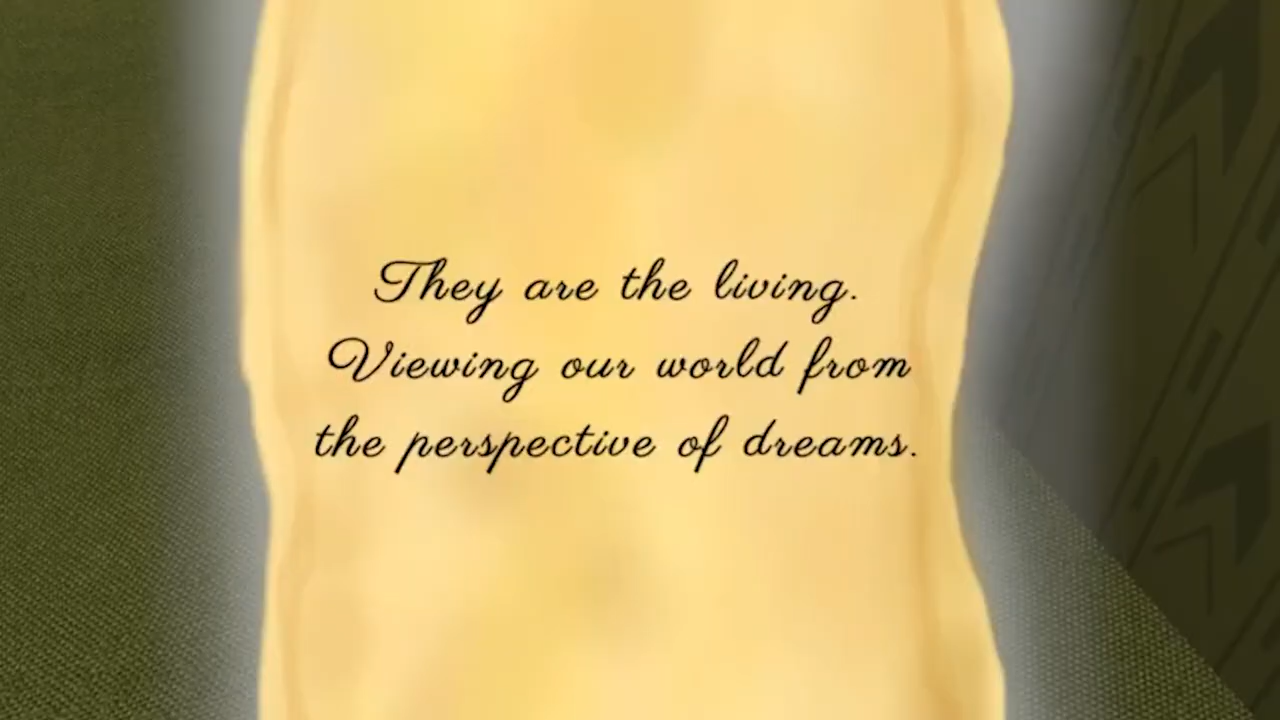 They are the living.
Viewing our world from
the perspective of dreams.